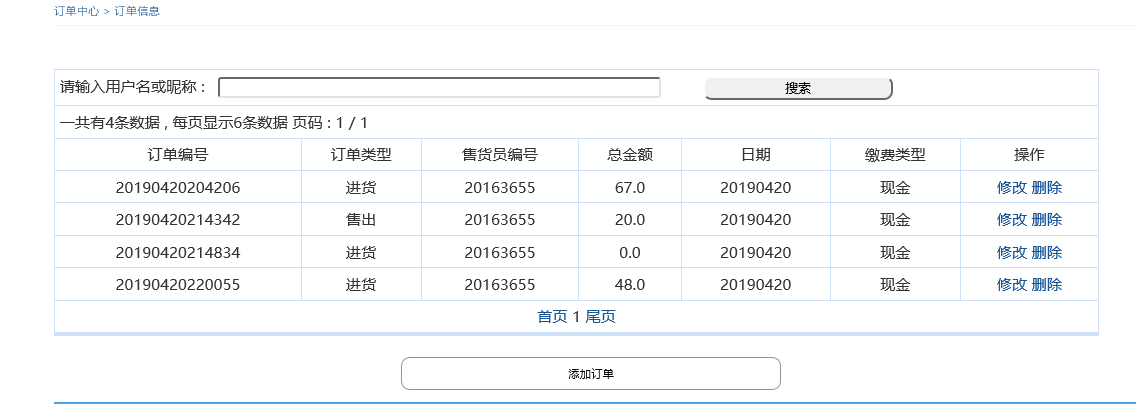 订单中心 > 订单信息
请输入用户名或昵称： 搜索
一共有4条数据 , 每页显示6条数据 页码 : 1 / 1
订单编号 订单类型 售货员编号 总金额 日期 缴费类型 操作
20190420204206 进货 20163655 67.0 20190420 现金 修改 删除
20190420214342 售出 20163655 20.0 20190420 现金 修改 删除
20190420214834 进货 20163655 0.0 20190420 现金 修改 删除
20190420220055 进货 20163655 48.0 20190420 现金 修改 删除
首页 1 尾页
添加订单